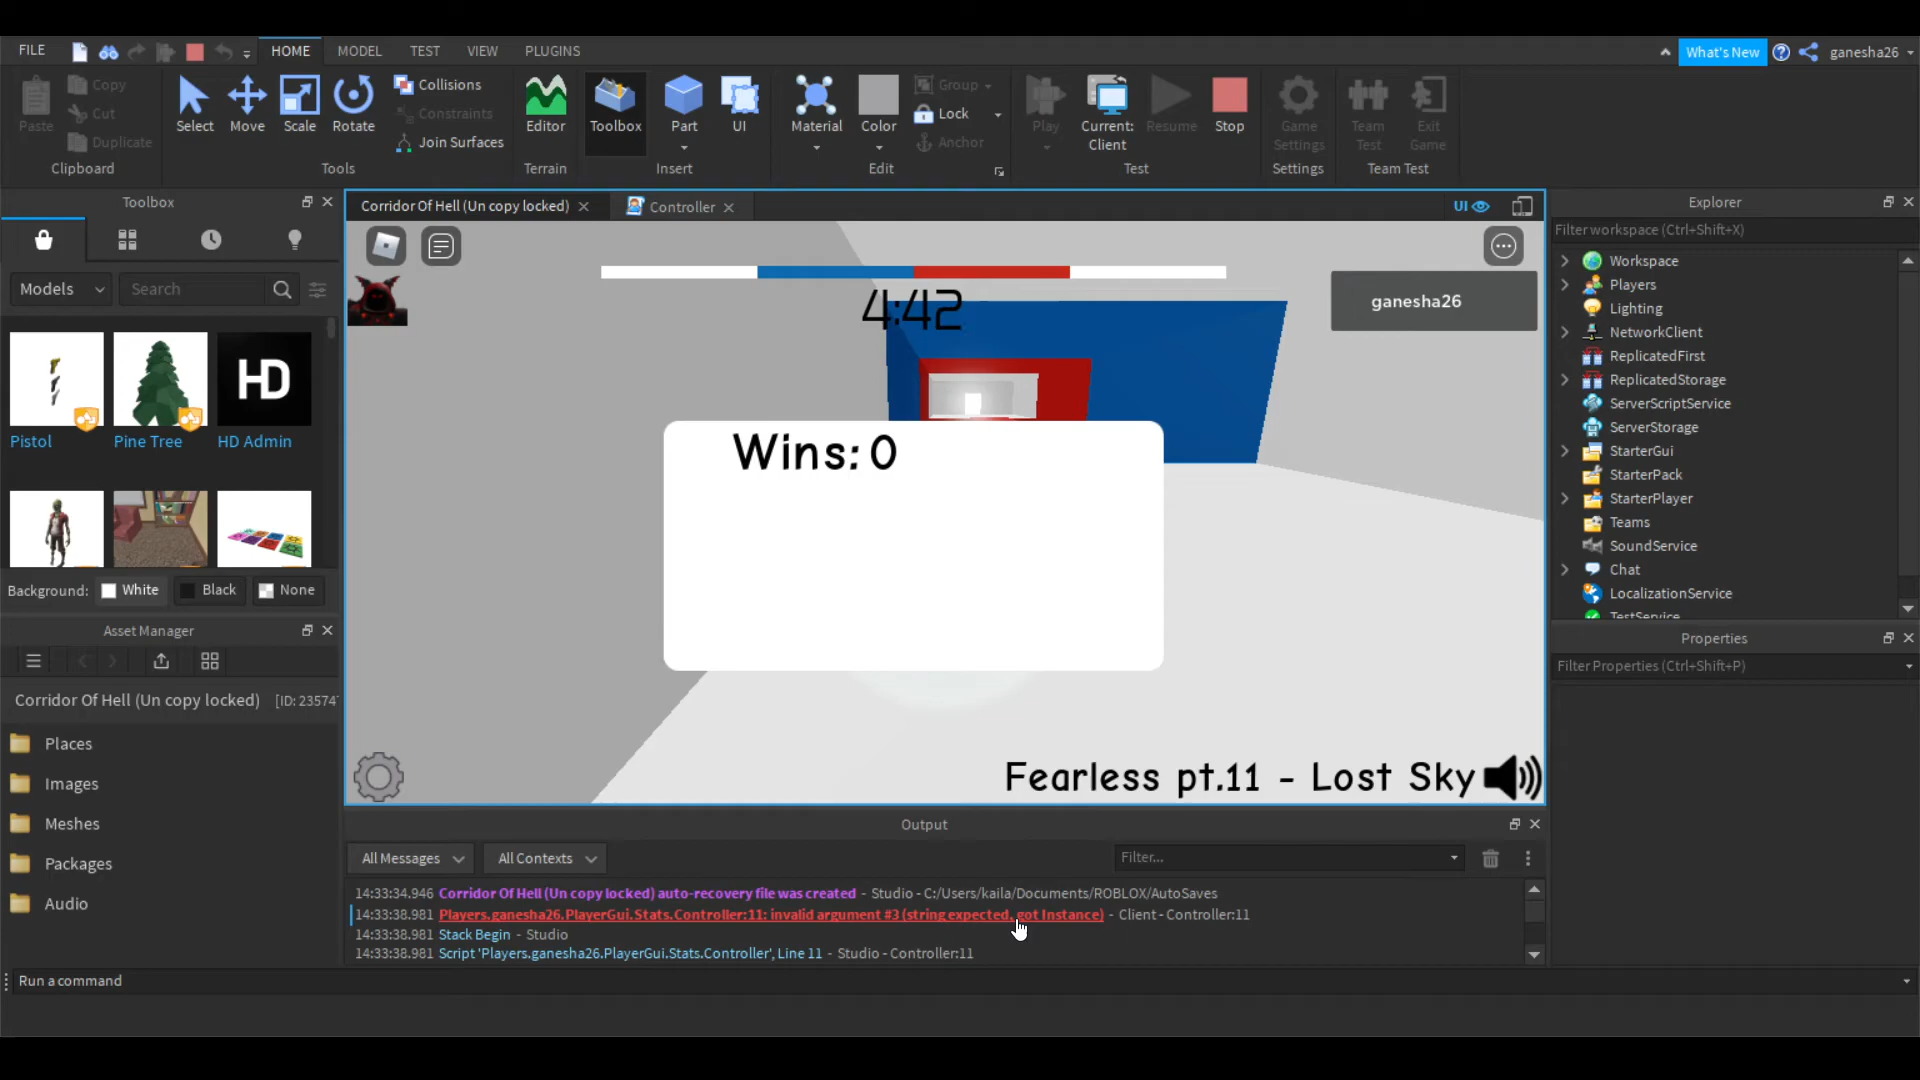 FILE
HOME
MODEL
TEST
VIEW
PLUGINS
What's New
ganesha26
Paste
Copy
Cut
Duplicate
Clipboard
Select
Move
Scale
Rotate
Collisions
Constraints
Join Surfaces
Tools
Editor
Terrain
Toolbox
Part
UI
Insert
Material
Color
Group
Lock
Anchor
Edit
Play
Current:
Client
Resume
Stop
Test
Game
Settings
Settings
Team
Test
Exit
Game
Team Test
Toolbox
Models
Search
Pistol
Pine Tree
HD
HD Admin
Background:
White
Black
None
Asset Manager
Corridor Of Hell (Un copy locked)
[ID: 23574
Places
Images
Meshes
Packages
Audio
Corridor Of Hell (Un copy locked)
Controller
UI
4:42
ganesha26
Wins: 0
Fearless pt.11 - Lost Sky
Output
All Messages
All Contexts
Filter...
14:33:34.946 Corridor Of Hell (Un copy locked) auto-recovery file was created - Studio - C:/Users/kaila/Documents/ROBLOX/AutoSaves
14:33:38.981 Players.ganesha26.PlayerGui.Stats.Controller:11: invalid argument #3 (string expected, got Instance) - Client - Controller:11
14:33:38.981 Stack Begin - Studio
14:33:38.981 Script 'Players.ganesha26.PlayerGui.Stats.Controller', Line 11 - Studio - Controller:11
Run a command
Explorer
Filter workspace (Ctrl+Shift+X)
Workspace
Players
Lighting
NetworkClient
ReplicatedFirst
ReplicatedStorage
ServerScriptService
ServerStorage
StarterGui
StarterPack
StarterPlayer
Teams
SoundService
Chat
LocalizationService
TestService
Properties
Filter Properties (Ctrl+Shift+P)